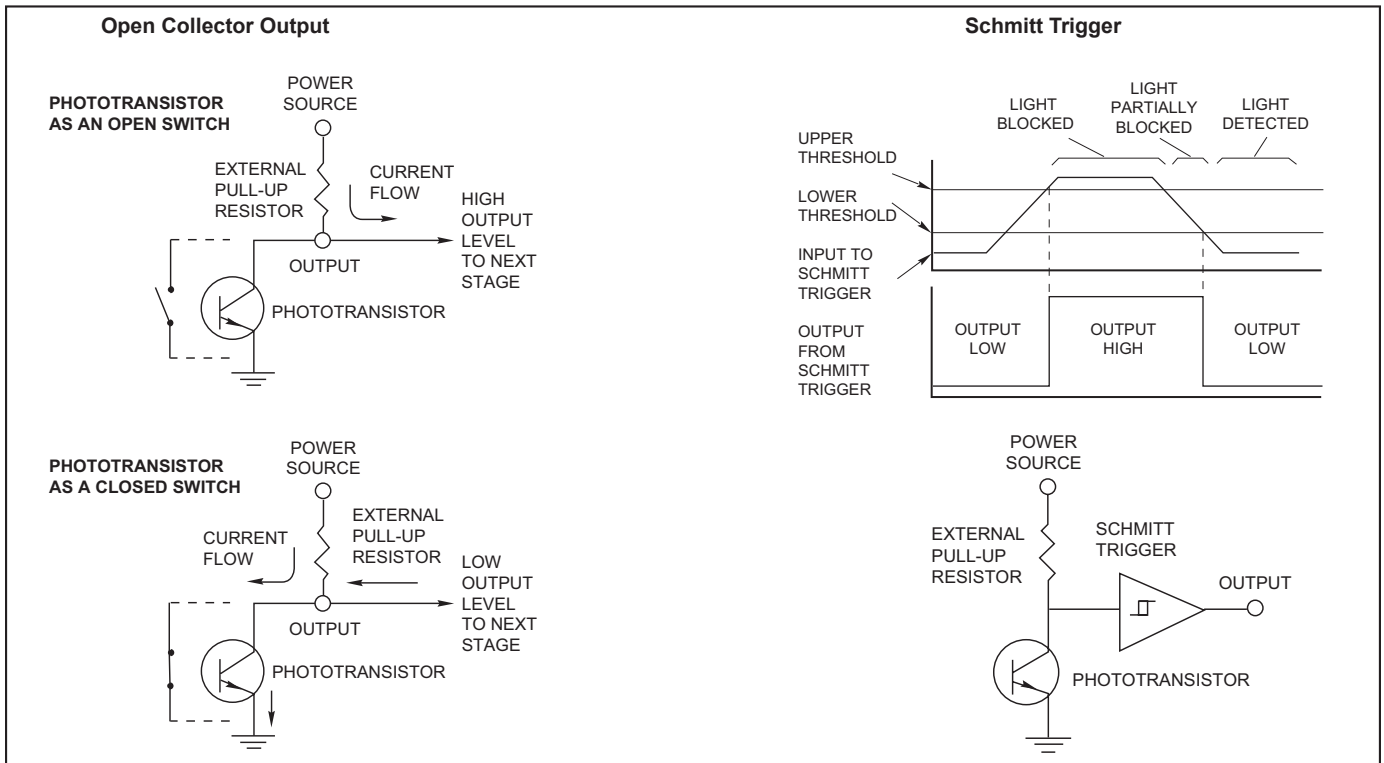 Open Collector Output
PHOTOTRANSISTOR
AS AN OPEN SWITCH
POWER
SOURCE
EXTERNAL
PULL-UP
RESISTOR
CURRENT
FLOW
HIGH
OUTPUT
LEVEL
TO NEXT
STAGE
OUTPUT
PHOTOTRANSISTOR
PHOTOTRANSISTOR
AS A CLOSED SWITCH
POWER
SOURCE
CURRENT
FLOW
EXTERNAL
PULL-UP
RESISTOR
LOW
OUTPUT
LEVEL
TO NEXT
STAGE
OUTPUT
PHOTOTRANSISTOR
Schmitt Trigger
LIGHT
BLOCKED
LIGHT
PARTIALLY
BLOCKED
LIGHT
DETECTED
UPPER
THRESHOLD
LOWER
THRESHOLD
INPUT TO
SCHMITT
TRIGGER
OUTPUT
FROM
SCHMITT
TRIGGER
OUTPUT
LOW
OUTPUT
HIGH
OUTPUT
LOW
POWER
SOURCE
EXTERNAL
PULL-UP
RESISTOR
SCHMITT
TRIGGER
OUTPUT
PHOTOTRANSISTOR